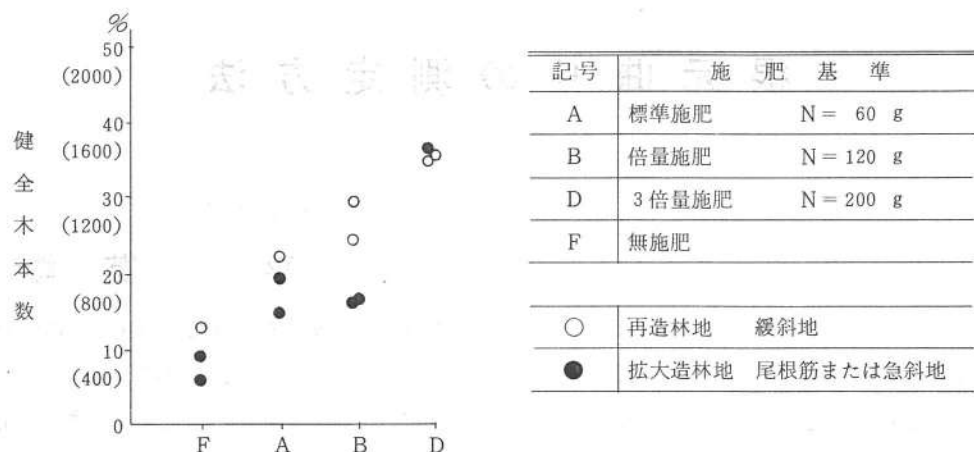 %
50
(2000)
40
(1600)
30
(1200)
20
(800)
10
(400)
0
健全木本数
F A B D
記号 施肥基準
A 標準施肥 N= 60 g
B 倍量施肥 N=120 g
D 3倍量施肥 N=200 g
F 無施肥
○ 再造林地 緩斜地
● 拡大造林地 尾根筋または急斜地